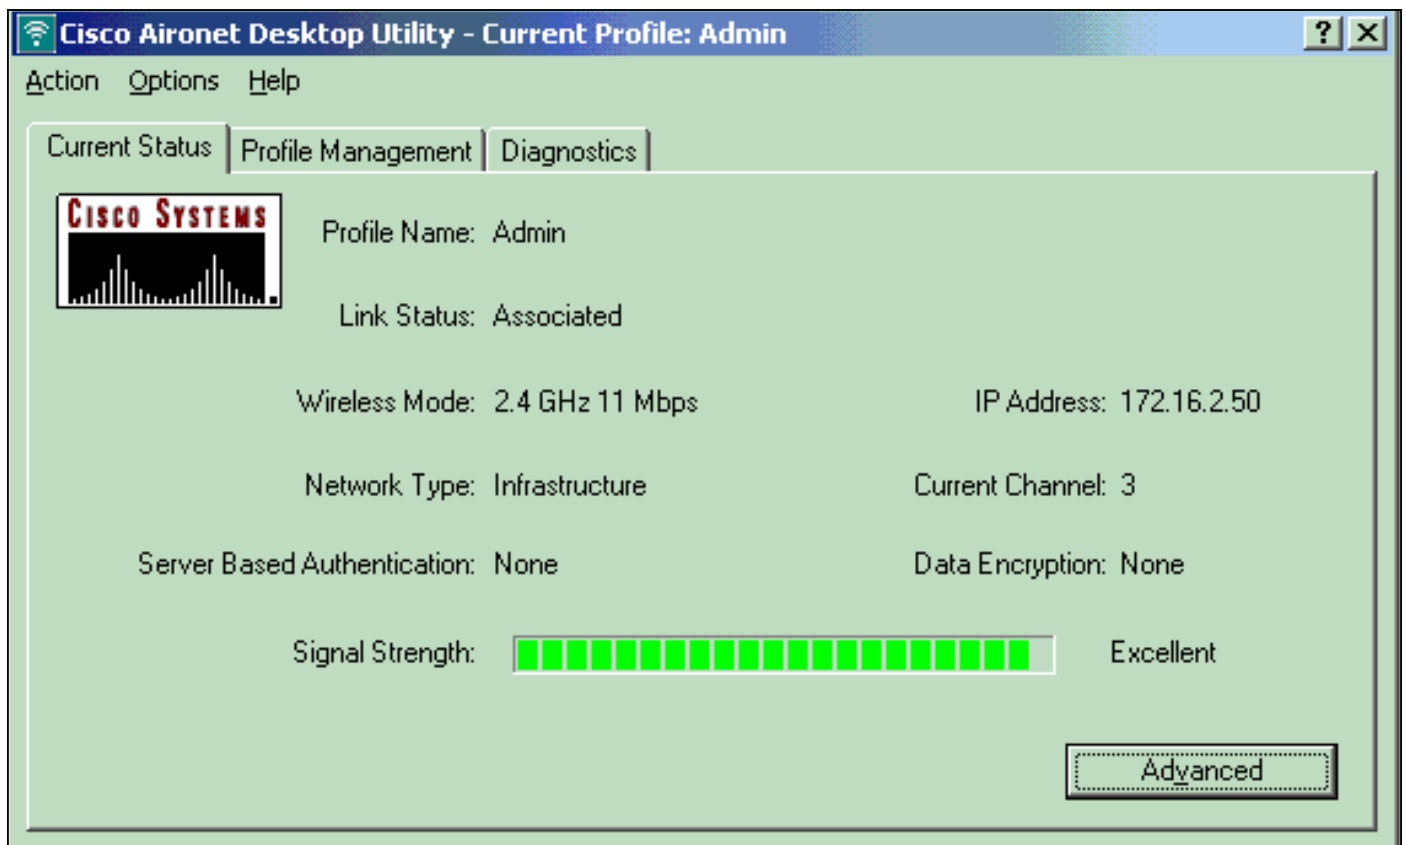 Cisco Aironet Desktop Utility - Current Profile: Admin
Action Options Help
Current Status Profile Management Diagnostics
CISCO SYSTEMS
Profile Name: Admin
Link Status: Associated
Wireless Mode: 2.4 GHz 11 Mbps IP Address: 172.16.2.50
Network Type: Infrastructure Current Channel: 3
Server Based Authentication: None Data Encryption: None
Signal Strength: Excellent
Advanced